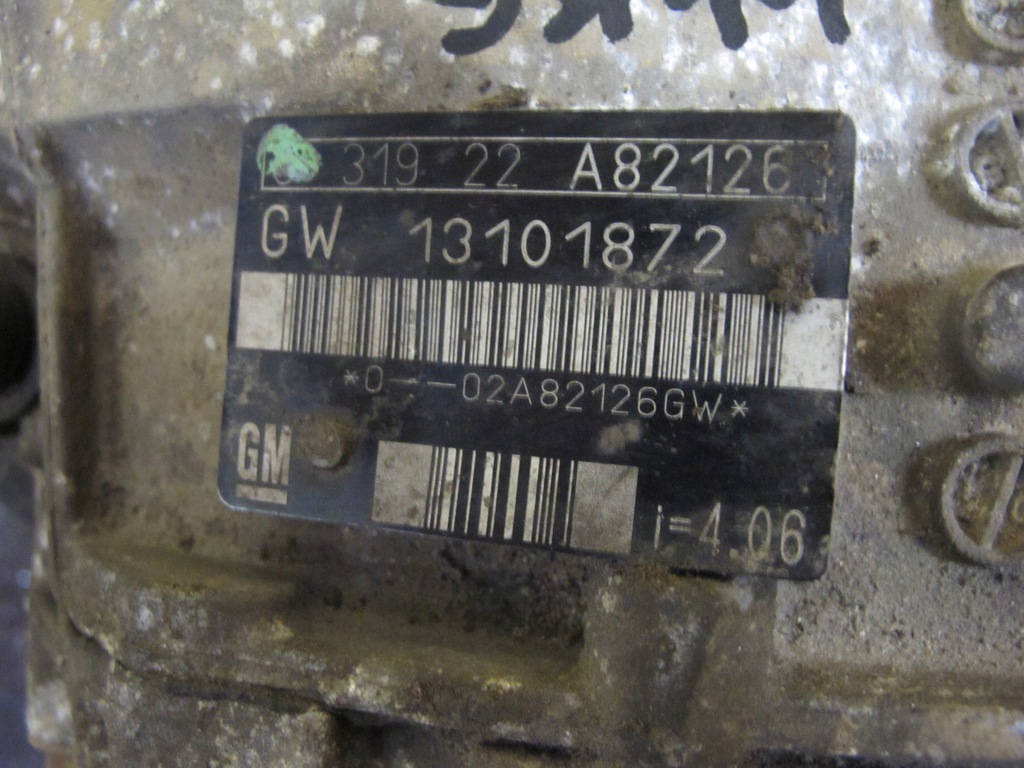 319 22 A82126
GW 13101872
*0--02A82126GW*
GM
i=4.06